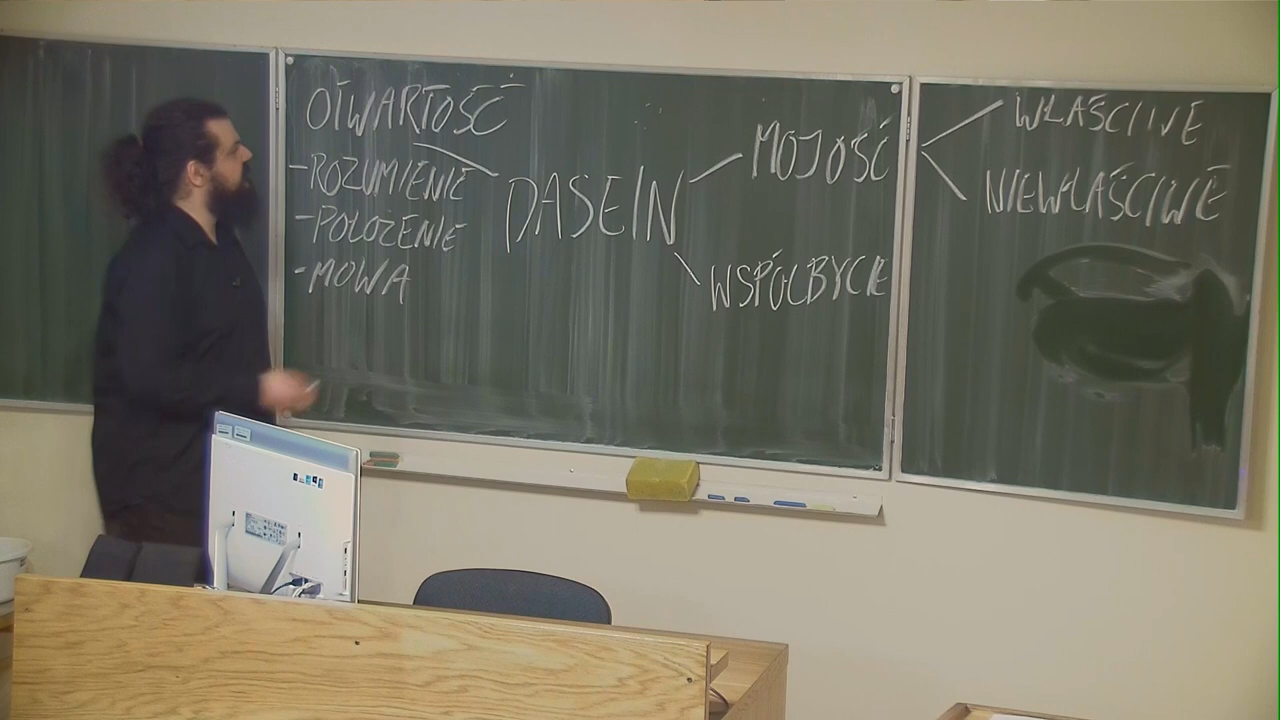 OTWARTOŚĆ
-ROZUMIENIE
-POŁOŻENIE
-MOWA
DASEIN
MOJOŚĆ
WSPÓŁBYCIE
WŁAŚCIWE
NIEWŁAŚCIWE